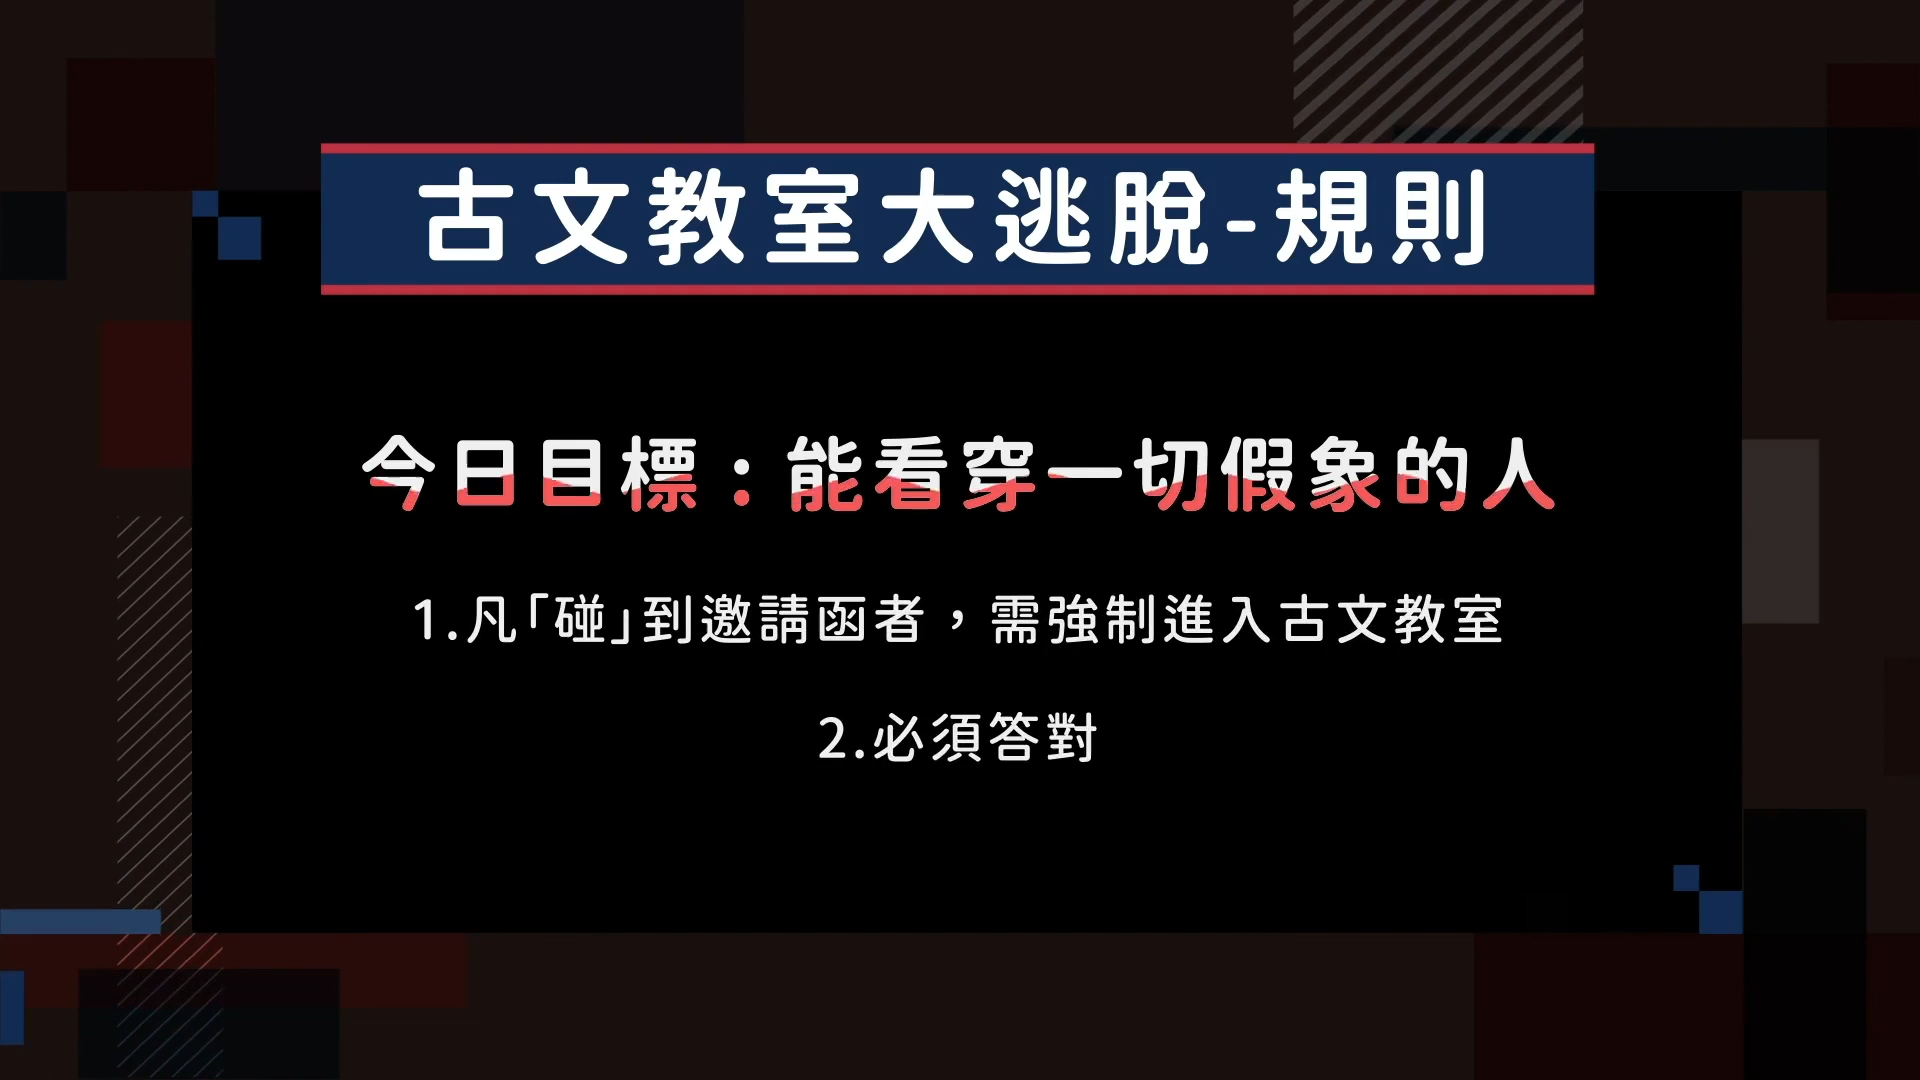 古文教室大逃脫-規則
今日目標：能看穿一切假象的人
1.凡「碰」到邀請函者，需強制進入古文教室
2.必須答對